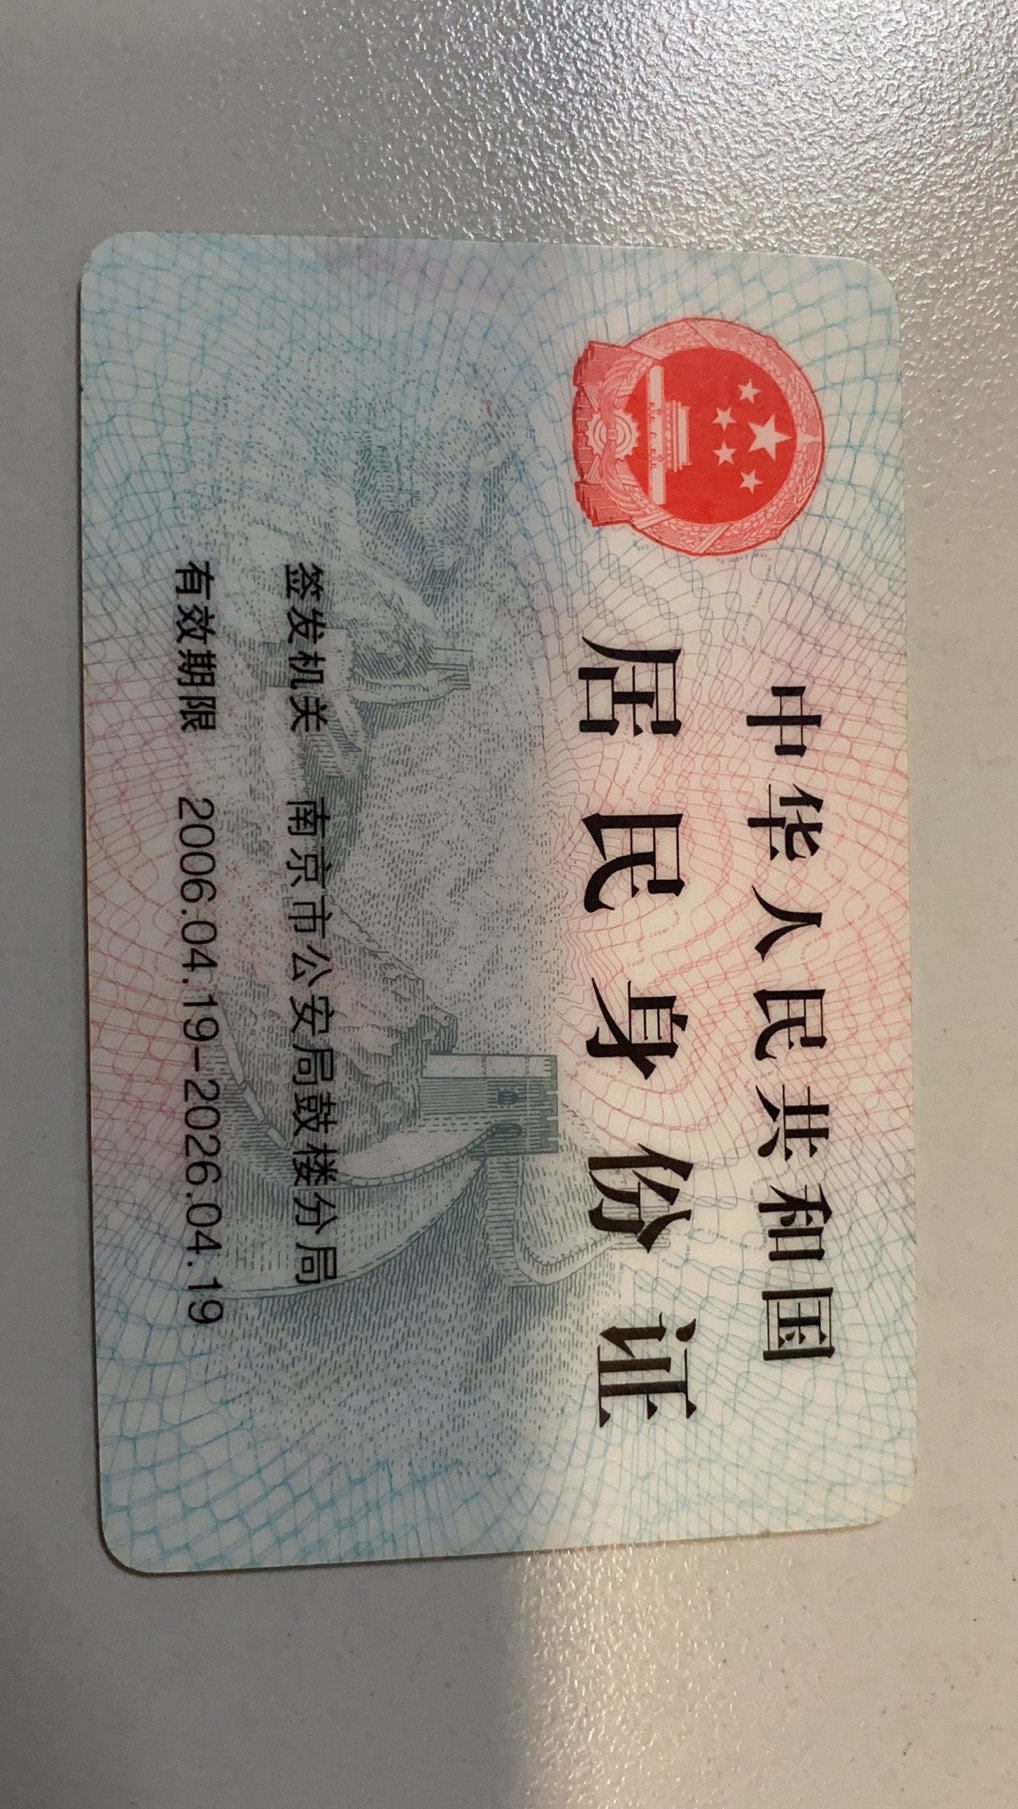 中华人民共和国
居民身份证
签发机关 南京市公安局鼓楼分局
有效期限 2006.04.19-2026.04.19